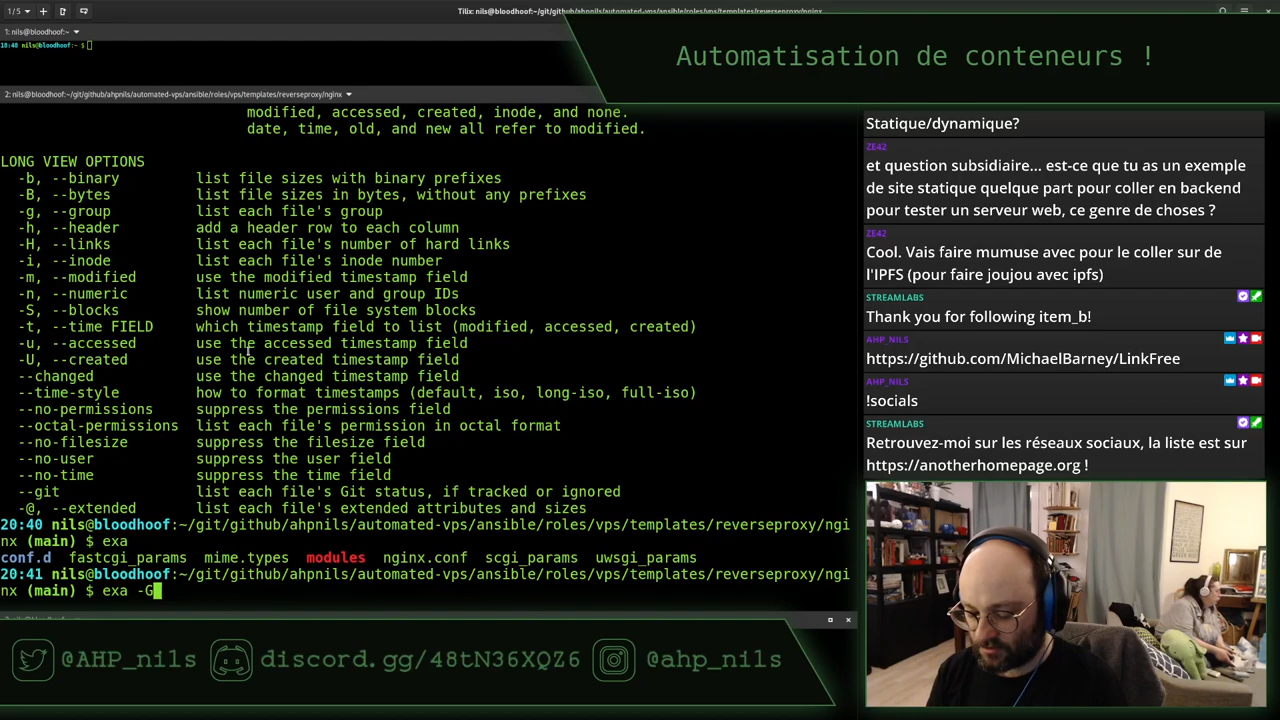 1/5
Tilix: nils@bloodhoof:~/git/github/ahpnils/automated-vps/ansible/roles/vps/templates/reverseproxy/nginx
1: nils@bloodhoof:~
18:40 nils@bloodhoof:~ $
Automatisation de conteneurs !
2: nils@bloodhoof:~/git/github/ahpnils/automated-vps/ansible/roles/vps/templates/reverseproxy/nginx
modified, accessed, created, inode, and none.
date, time, old, and new all refer to modified.
LONG VIEW OPTIONS
-b, --binary list file sizes with binary prefixes
-B, --bytes list file sizes in bytes, without any prefixes
-g, --group list each file's group
-h, --header add a header row to each column
-H, --links list each file's number of hard links
-i, --inode list each file's inode number
-m, --modified use the modified timestamp field
-n, --numeric list numeric user and group IDs
-S, --blocks show number of file system blocks
-t, --time FIELD which timestamp field to list (modified, accessed, created)
-u, --accessed use the accessed timestamp field
-U, --created use the created timestamp field
--changed use the changed timestamp field
--time-style how to format timestamps (default, iso, long-iso, full-iso)
--no-permissions suppress the permissions field
--octal-permissions list each file's permission in octal format
--no-filesize suppress the filesize field
--no-user suppress the user field
--no-time suppress the time field
--git list each file's Git status, if tracked or ignored
-@, --extended list each file's extended attributes and sizes
20:40 nils@bloodhoof:~/git/github/ahpnils/automated-vps/ansible/roles/vps/templates/reverseproxy/ngi
nx (main) $ exa
conf.d fastcgi_params mime.types modules nginx.conf scgi_params uwsgi_params
20:41 nils@bloodhoof:~/git/github/ahpnils/automated-vps/ansible/roles/vps/templates/reverseproxy/ngi
nx (main) $ exa -G
Statique/dynamique?
ZE42
et question subsidiaire... est-ce que tu as un exemple
de site statique quelque part pour coller en backend
pour tester un serveur web, ce genre de choses ?
ZE42
Cool. Vais faire mumuse avec pour le coller sur de
l'IPFS (pour faire joujou avec ipfs)
STREAMLABS
Thank you for following item_b!
AHP_NILS
https://github.com/MichaelBarney/LinkFree
AHP_NILS
!socials
STREAMLABS
Retrouvez-moi sur les réseaux sociaux, la liste est sur
https://anotherhomepage.org !
@AHP_nils discord.gg/48tN36XQZ6 @ahp_nils